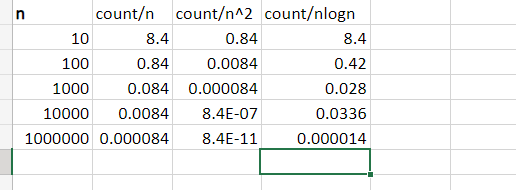 n count/n count/n^2 count/nlogn
10 8.4 0.84 8.4
100 0.84 0.0084 0.42
1000 0.084 0.000084 0.028
10000 0.0084 8.4E-07 0.0336
1000000 0.000084 8.4E-11 0.000014